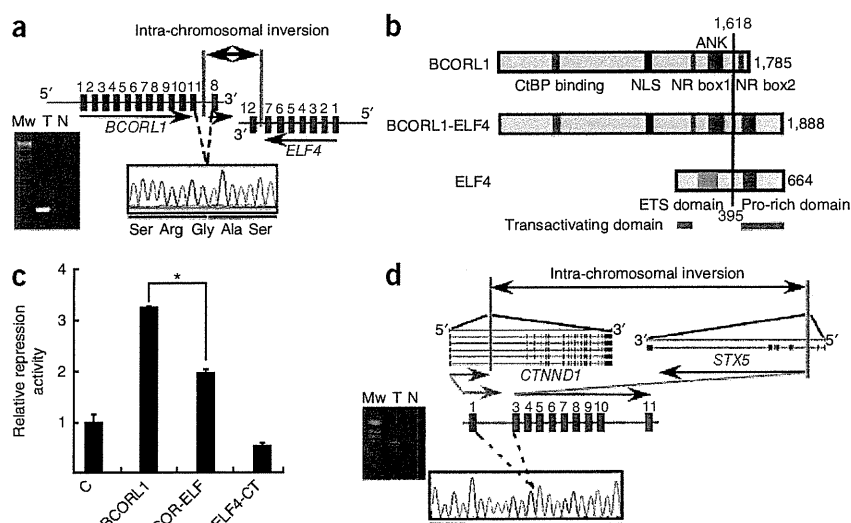 a
Intra-chromosomal inversion
1 2 3 4 5 6 7 8 9 10 11 8
5′ 3′
12 7 6 5 4 3 2 1 5′
3′
BCORL1
ELF4
Mw T N
Ser Arg Gly Ala Ser
b
1,618
ANK
BCORL1 1,785
CtBP binding NLS NR box1 NR box2
BCORL1-ELF4 1,888
ELF4 664
ETS domain Pro-rich domain
395
Transactivating domain
c
Relative repression activity
4
3
2
1
*
C BCORL1 COR-ELF ELF4-CT
d
Intra-chromosomal inversion
5′ 3′ 3′ 5′
CTNND1 STX5
Mw T N
1 3 4 5 6 7 8 9 10 11